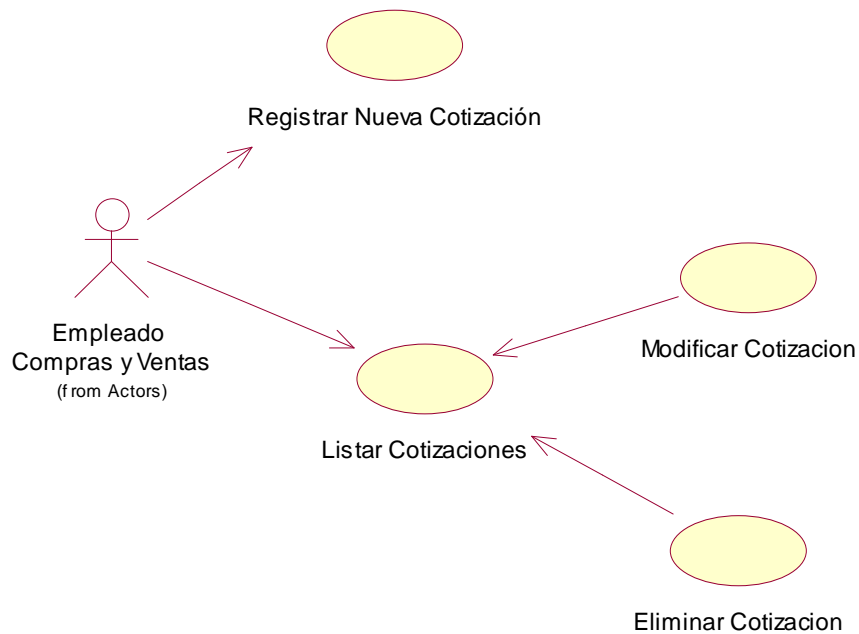 Registrar Nueva Cotización
Empleado
Compras y Ventas
(from Actors)
Modificar Cotizacion
Listar Cotizaciones
Eliminar Cotizacion